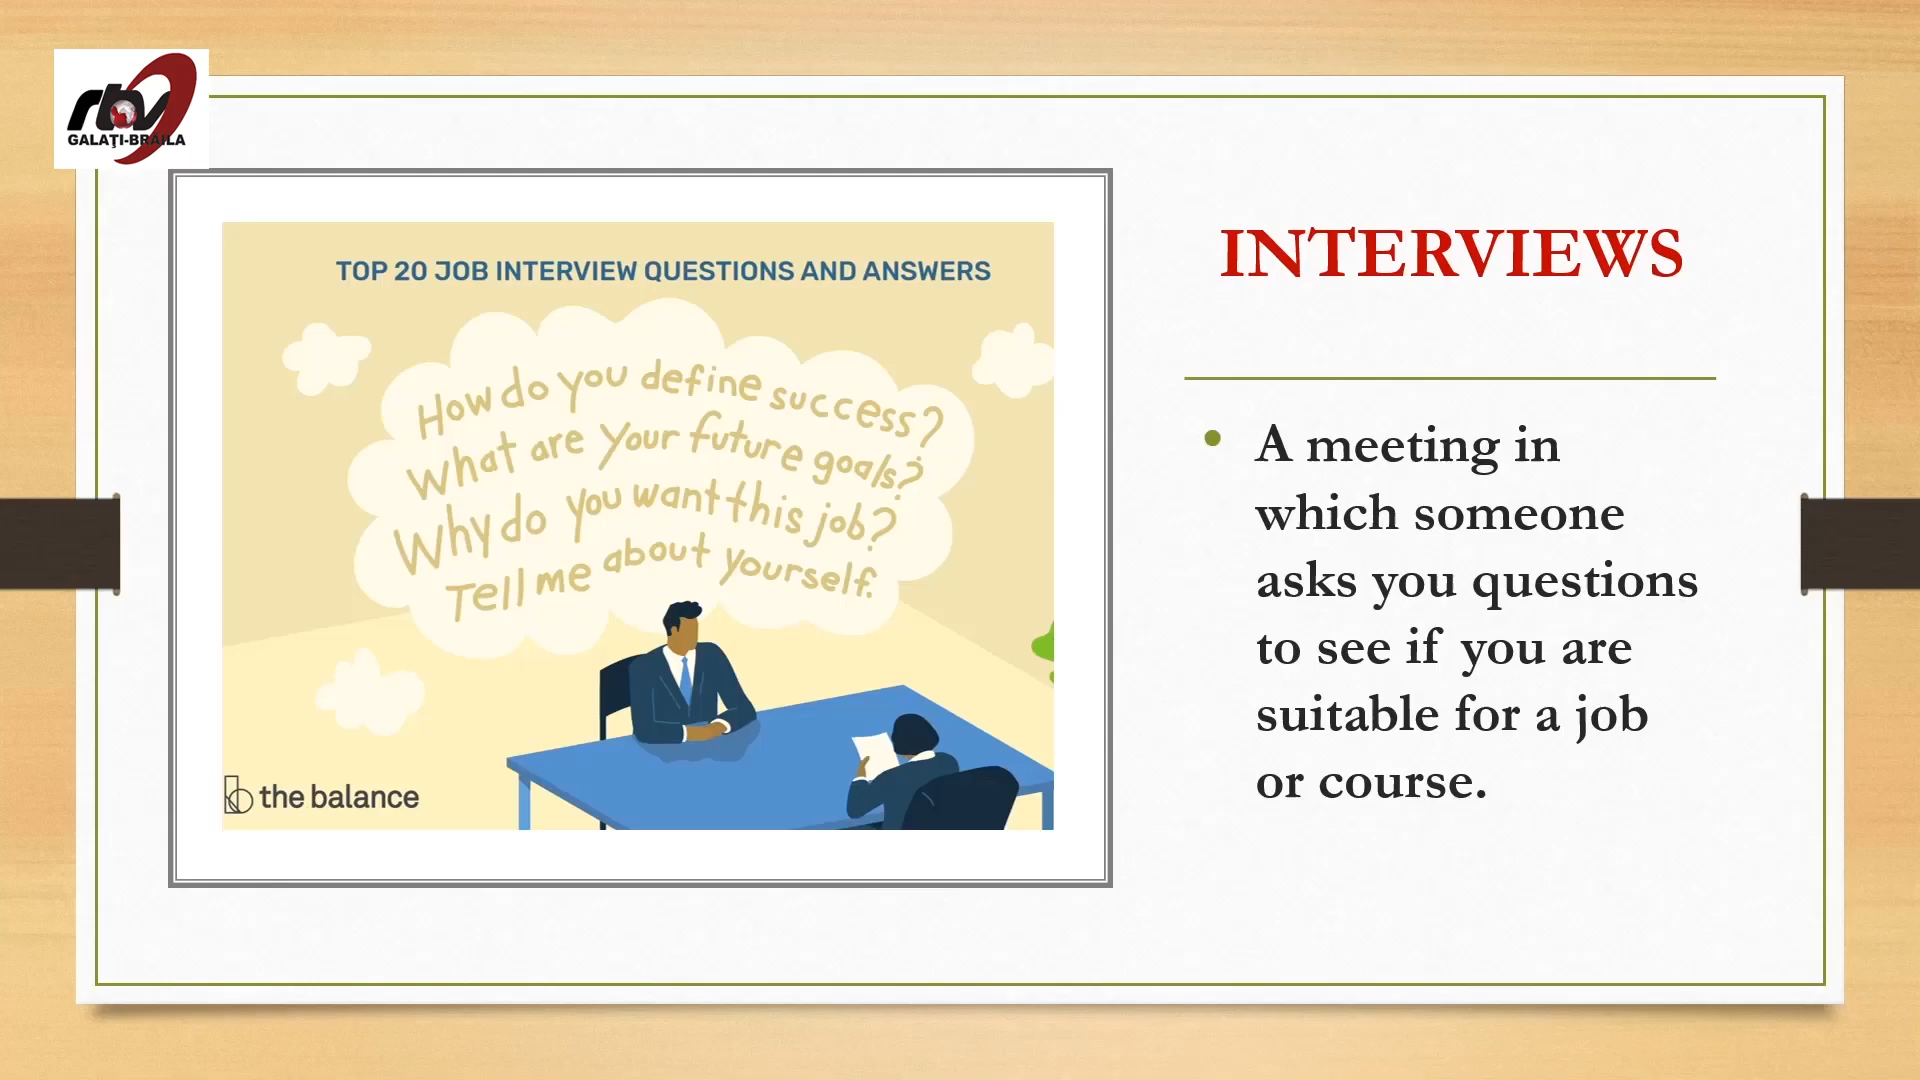 rtv
GALAŢI-BRĂILA
TOP 20 JOB INTERVIEW QUESTIONS AND ANSWERS
How do you define success?
What are your future goals?
Why do you want this job?
Tell me about yourself.
the balance
INTERVIEWS
• A meeting in
which someone
asks you questions
to see if you are
suitable for a job
or course.